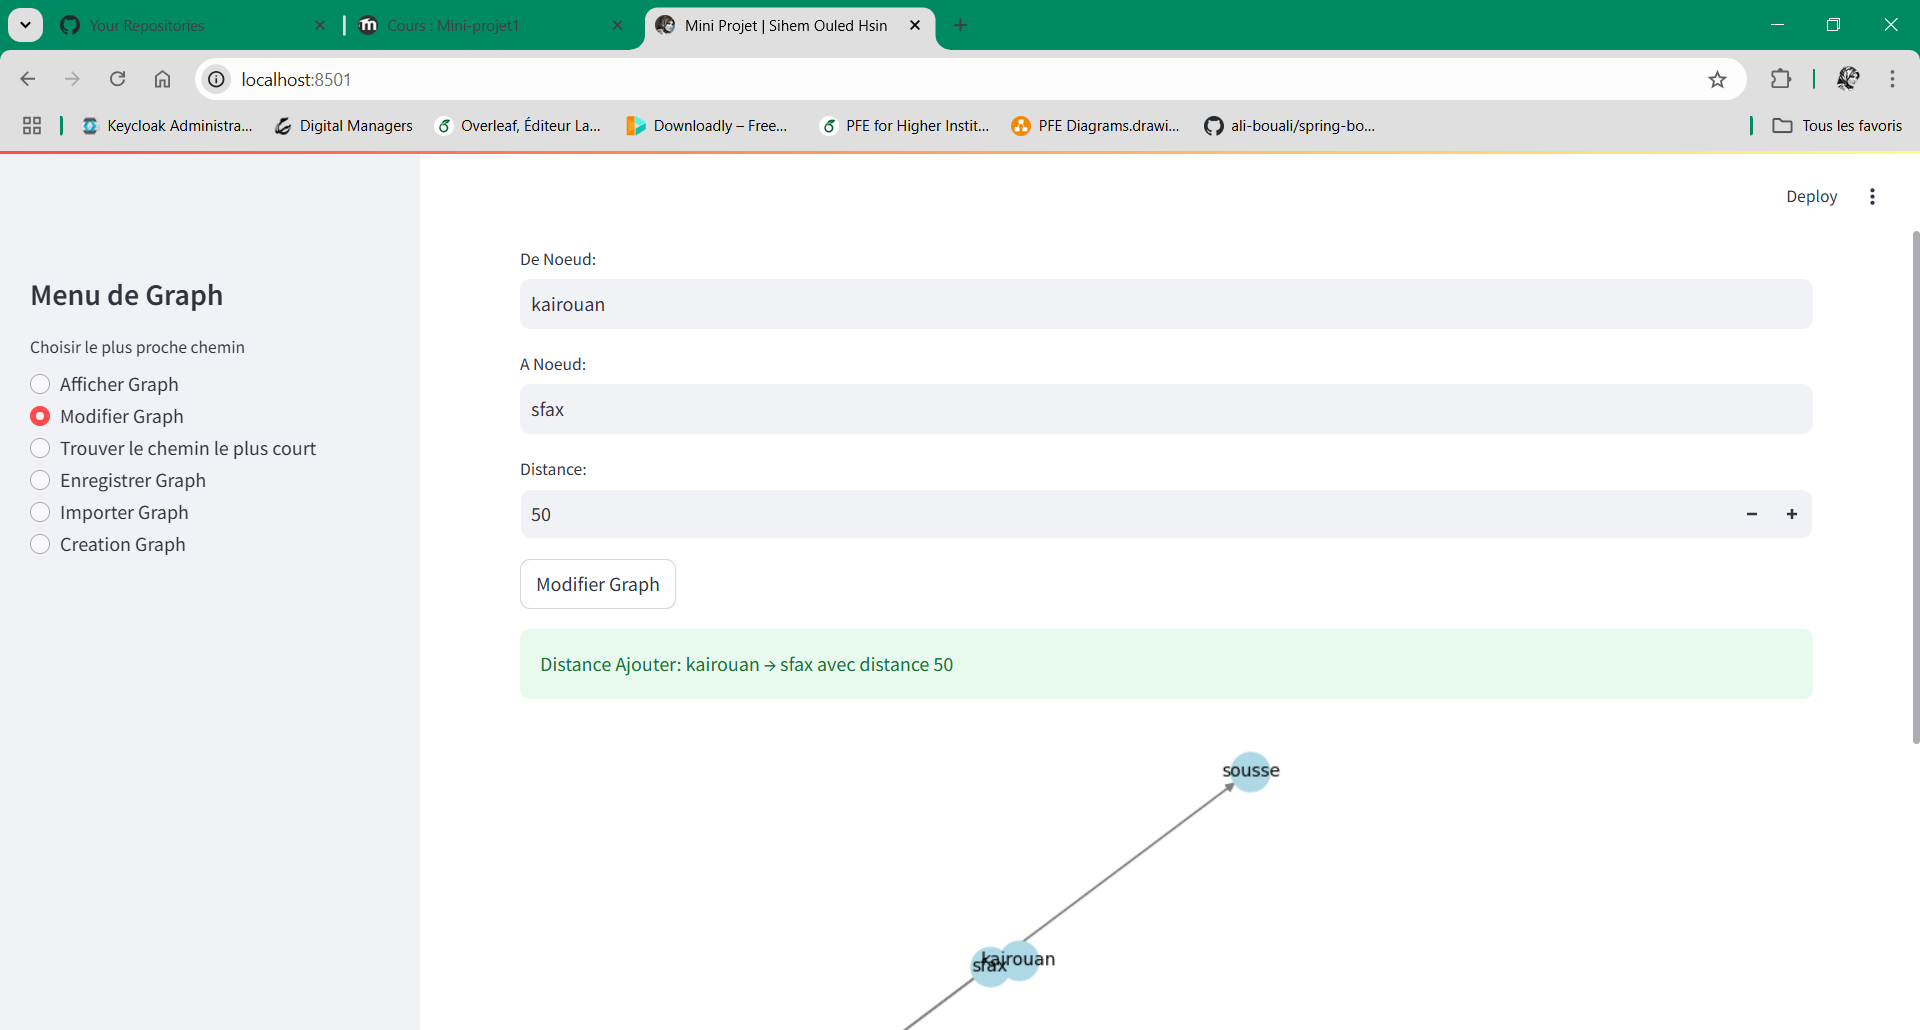 Your Repositories
Cours : Mini-projet1
Mini Projet | Sihem Ouled Hsin
localhost:8501
Keycloak Administra...
Digital Managers
Overleaf, Éditeur La...
Downloadly – Free...
PFE for Higher Instit...
PFE Diagrams.drawi...
ali-bouali/spring-bo...
Tous les favoris
Deploy
Menu de Graph
Choisir le plus proche chemin
Afficher Graph
Modifier Graph
Trouver le chemin le plus court
Enregistrer Graph
Importer Graph
Creation Graph
De Noeud:
kairouan
A Noeud:
sfax
Distance:
50
Modifier Graph
Distance Ajouter: kairouan → sfax avec distance 50
sousse
kairouan
sfax